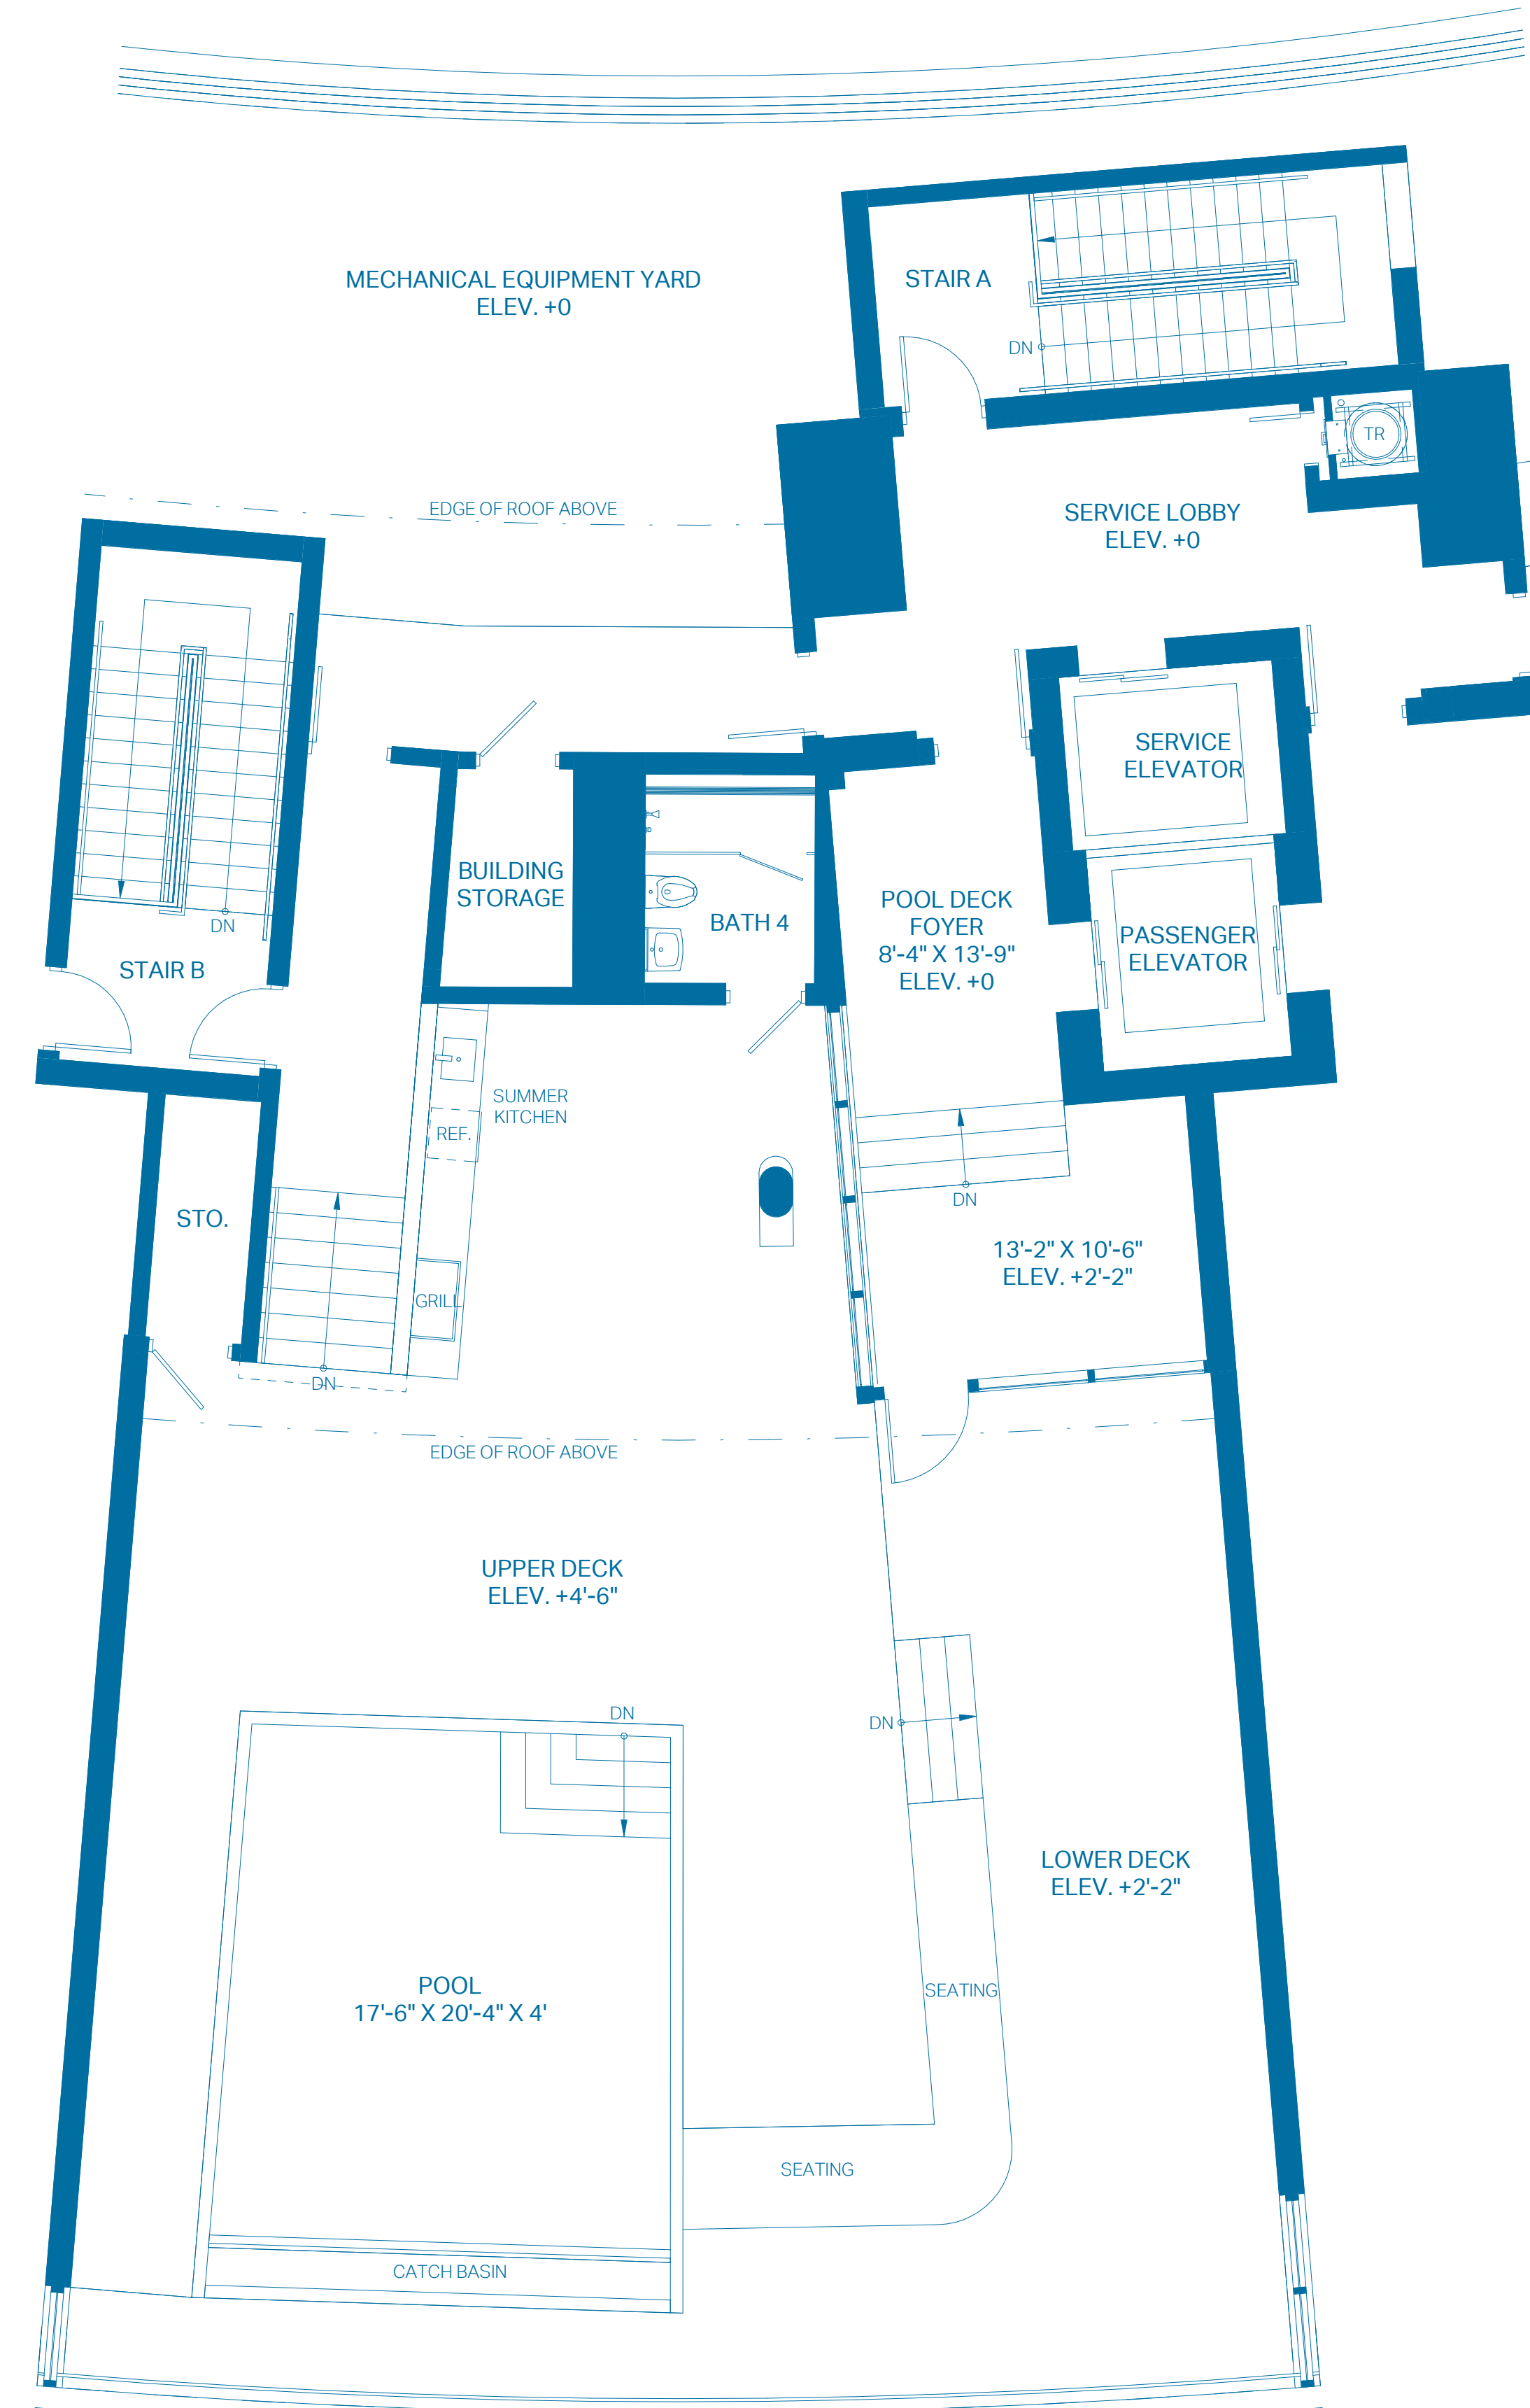 MECHANICAL EQUIPMENT YARD
ELEV. +0
STAIR A
DN
TR
EDGE OF ROOF ABOVE
SERVICE LOBBY
ELEV. +0
SERVICE
ELEVATOR
BUILDING
STORAGE
BATH 4
POOL DECK
FOYER
8'-4" X 13'-9"
ELEV. +0
PASSENGER
ELEVATOR
DN
STAIR B
SUMMER
KITCHEN
REF.
STO.
DN
13'-2" X 10'-6"
ELEV. +2'-2"
GRILL
DN
EDGE OF ROOF ABOVE
UPPER DECK
ELEV. +4'-6"
DN
DN
LOWER DECK
ELEV. +2'-2"
POOL
17'-6" X 20'-4" X 4'
SEATING
SEATING
CATCH BASIN